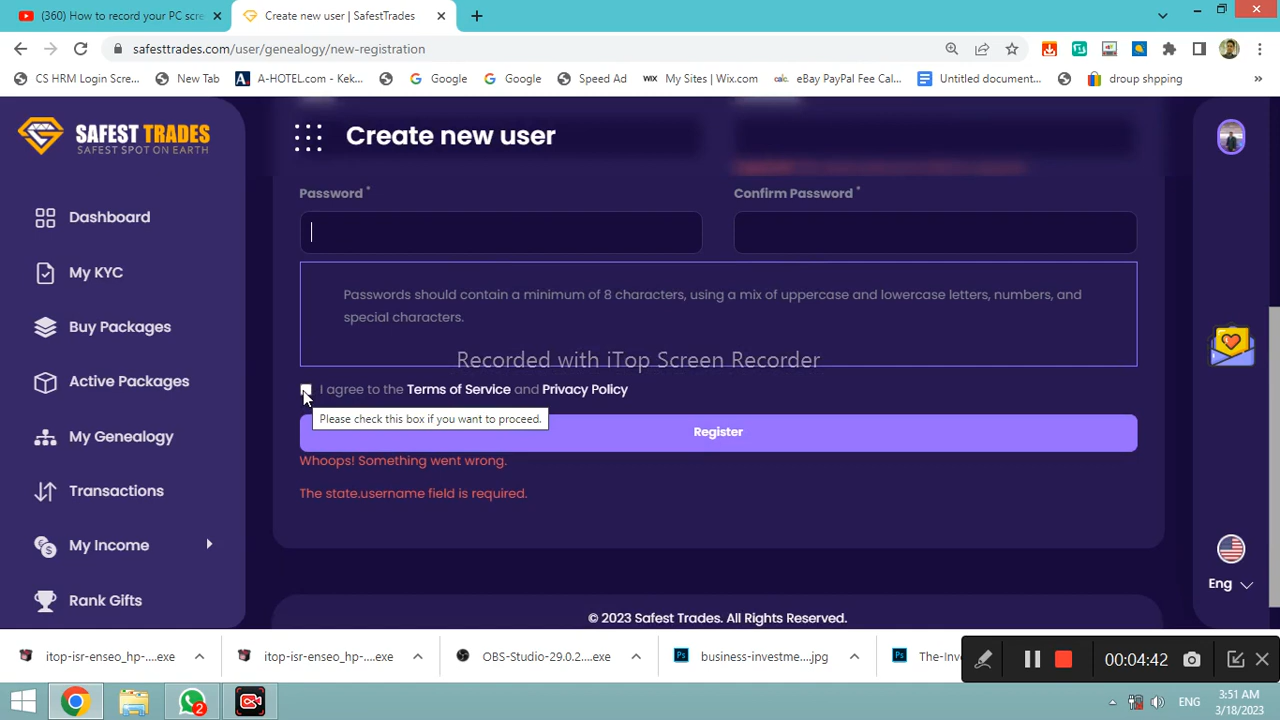 (360) How to record your PC scre
Create new user | SafestTrades
safesttrades.com/user/genealogy/new-registration
CS HRM Login Scre...
New Tab
A-HOTEL.com - Kek...
Google
Google
Speed Ad
WIX My Sites | Wix.com
calc. eBay PayPal Fee Cal...
Untitled document...
droup shpping
»
SAFEST TRADES
SAFEST SPOT ON EARTH
Create new user
Password *
Confirm Password *
Dashboard
My KYC
Buy Packages
Active Packages
My Genealogy
Transactions
My Income
Rank Gifts
Passwords should contain a minimum of 8 characters, using a mix of uppercase and lowercase letters, numbers, and
special characters.
Recorded with iTop Screen Recorder
I agree to the Terms of Service and Privacy Policy
Please check this box if you want to proceed.
Register
Whoops! Something went wrong.
The state.username field is required.
Eng
© 2023 Safest Trades. All Rights Reserved.
itop-isr-enseo_hp-....exe
itop-isr-enseo_hp-....exe
OBS-Studio-29.0.2....exe
business-investme....jpg
The-Inv
00:04:42
2
ENG
3:51 AM
3/18/2023